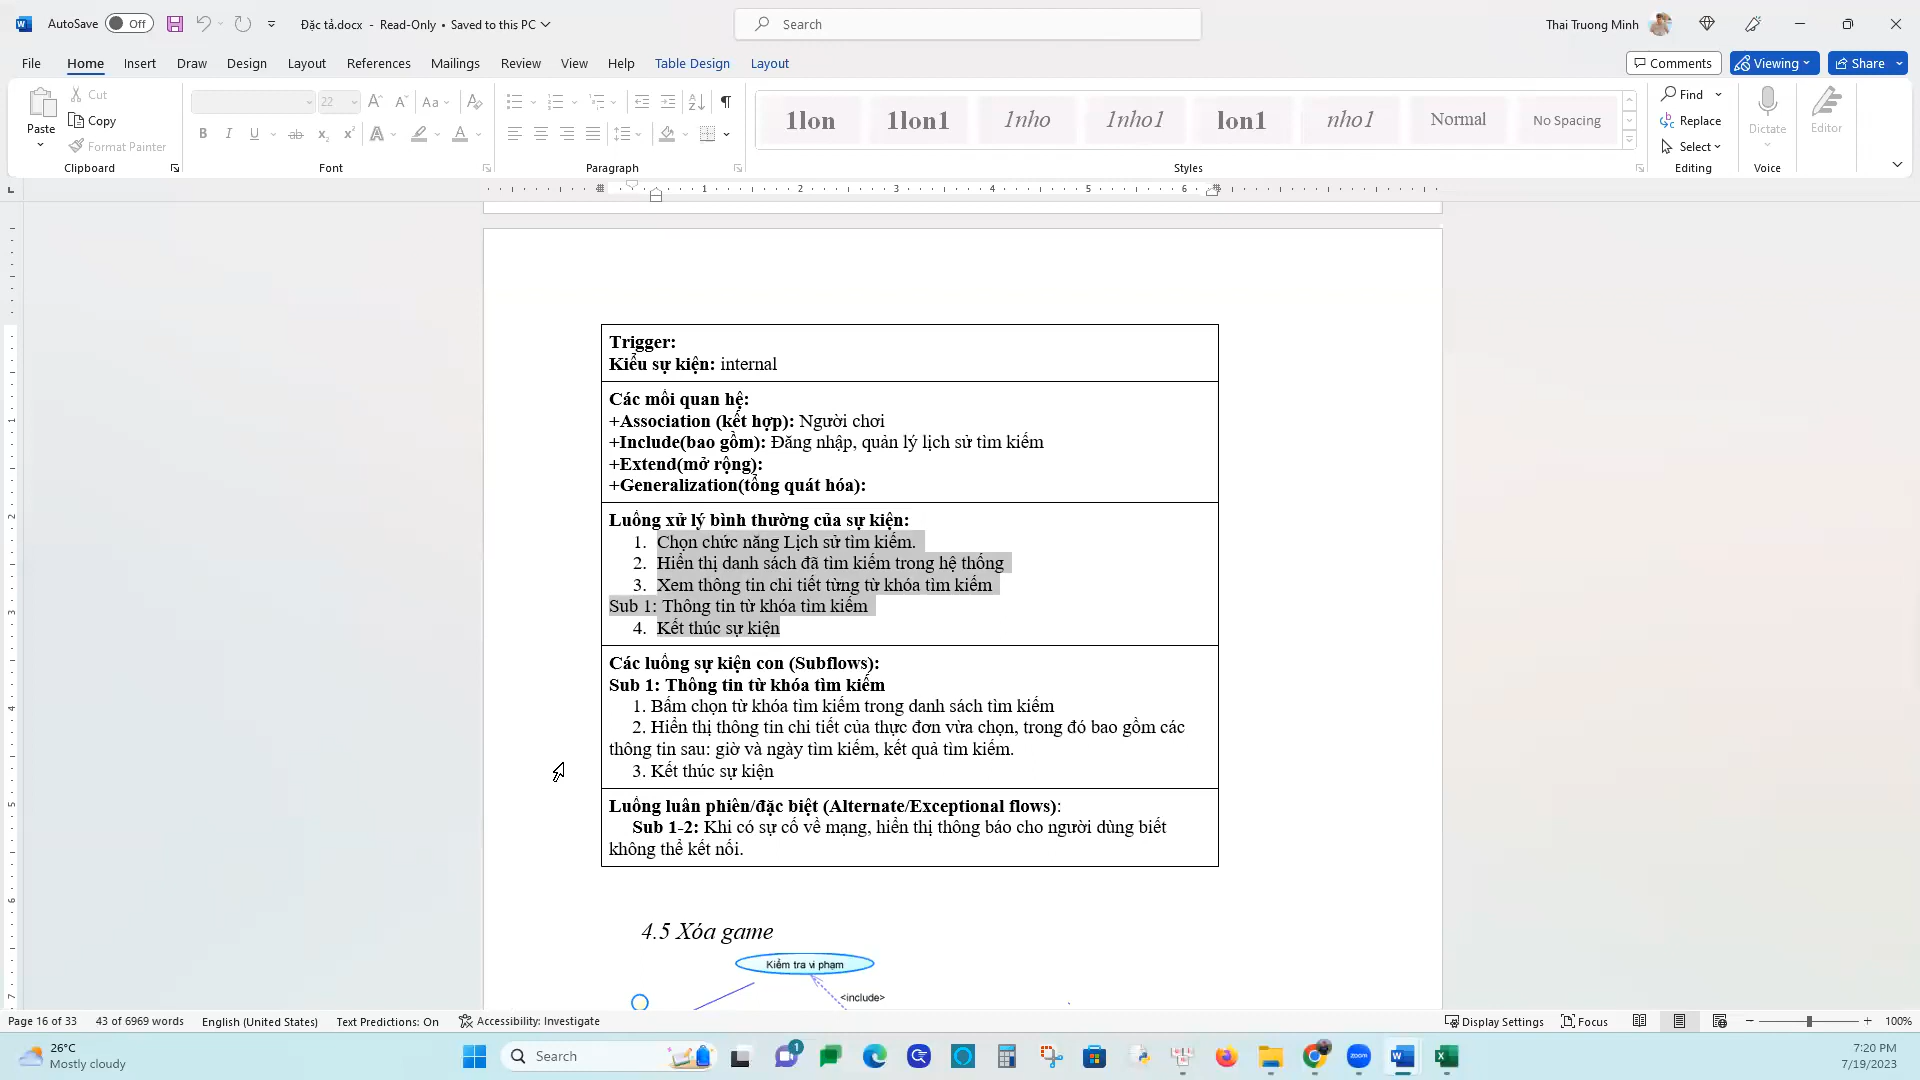 AutoSave Off Đặc tả.docx - Read-Only • Saved to this PC Search Thai Truong Minh
File Home Insert Draw Design Layout References Mailings Review View Help Table Design Layout Comments Viewing Share
Paste Cut Copy Format Painter Clipboard
22 Aa Font
Paragraph
1lon 1lon1 1nho 1nho1 lon1 nho1 Normal No Spacing Styles
Find Replace Select Editing
Dictate Voice
Editor
1 2 3 4 5 6
Trigger:
Kiểu sự kiện: internal
Các mối quan hệ:
+Association (kết hợp): Người chơi
+Include(bao gồm): Đăng nhập, quản lý lịch sử tìm kiếm
+Extend(mở rộng):
+Generalization(tổng quát hóa):
Luồng xử lý bình thường của sự kiện:
1. Chọn chức năng Lịch sử tìm kiếm.
2. Hiển thị danh sách đã tìm kiếm trong hệ thống
3. Xem thông tin chi tiết từng từ khóa tìm kiếm
Sub 1: Thông tin từ khóa tìm kiếm
4. Kết thúc sự kiện
Các luồng sự kiện con (Subflows):
Sub 1: Thông tin từ khóa tìm kiếm
1. Bấm chọn từ khóa tìm kiếm trong danh sách tìm kiếm
2. Hiển thị thông tin chi tiết của thực đơn vừa chọn, trong đó bao gồm các
thông tin sau: giờ và ngày tìm kiếm, kết quả tìm kiếm.
3. Kết thúc sự kiện
Luồng luân phiên/đặc biệt (Alternate/Exceptional flows):
Sub 1-2: Khi có sự cố về mạng, hiển thị thông báo cho người dùng biết
không thể kết nối.
4.5 Xóa game
Kiểm tra vi phạm
<include>
Page 16 of 33 43 of 6969 words English (United States) Text Predictions: On Accessibility: Investigate Display Settings Focus 100%
26°C
Mostly cloudy
Search
1
zoom
7:20 PM
7/19/2023